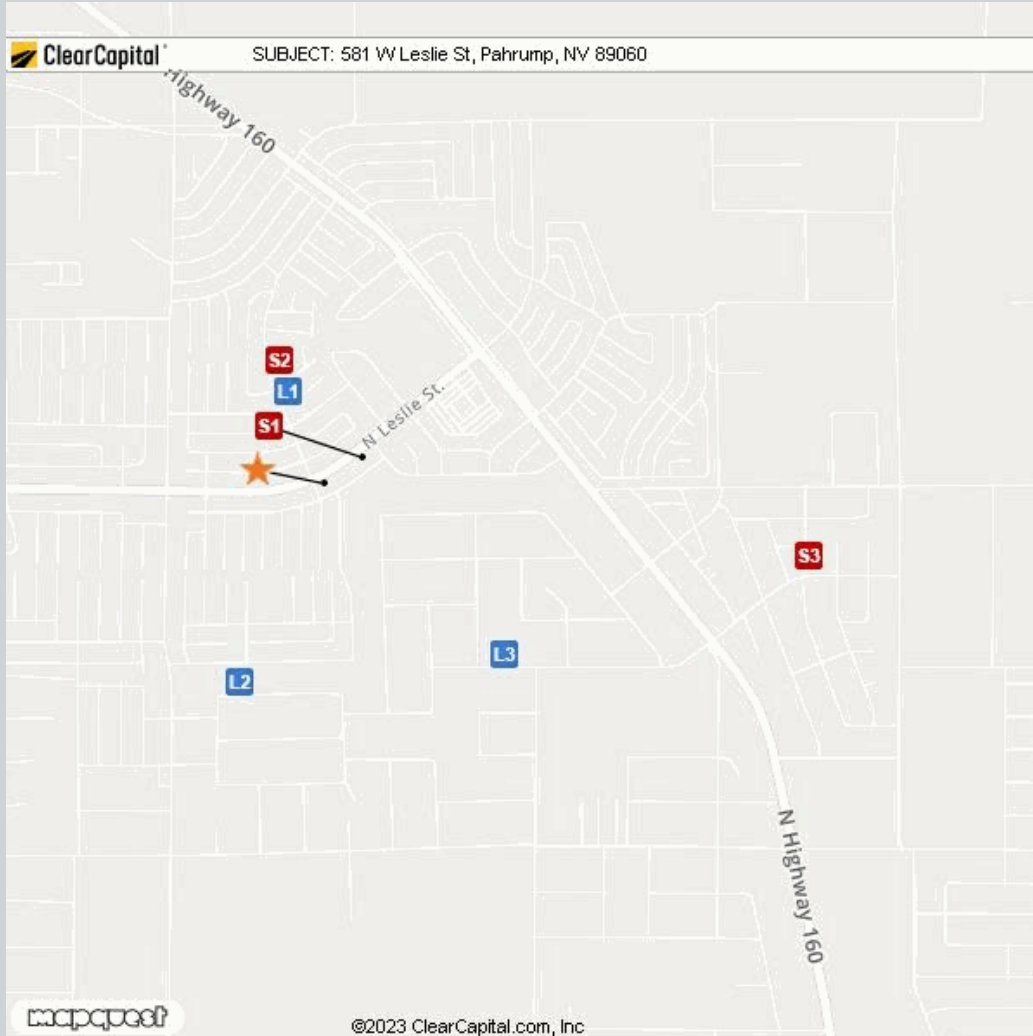 ClearCapital
SUBJECT: 581 W Leslie St, Pahrump, NV 89060
Highway 160
S2
L1
S1
N Leslie St.
S3
L3
L2
N Highway 160
mapquest
©2023 ClearCapital.com, Inc